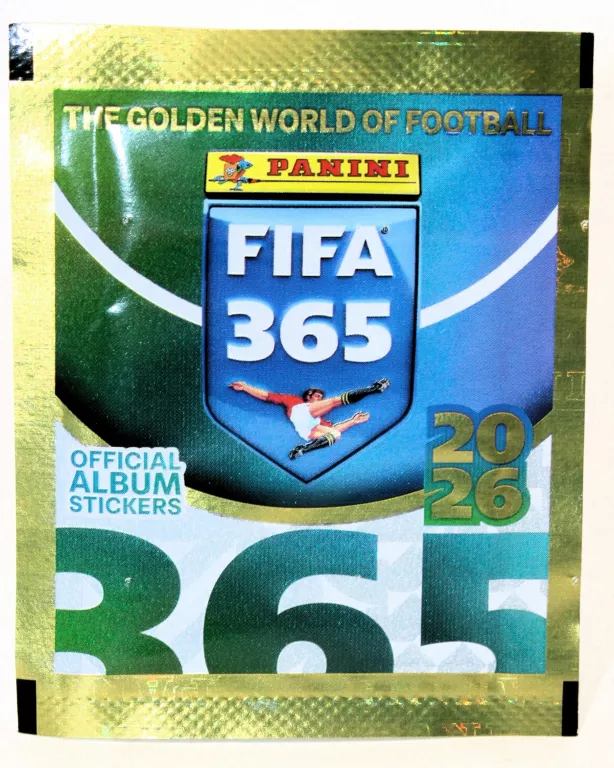 THE GOLDEN WORLD OF FOOTBALL
PANINI
FIFA®
365
20
26
OFFICIAL
ALBUM
STICKERS
365